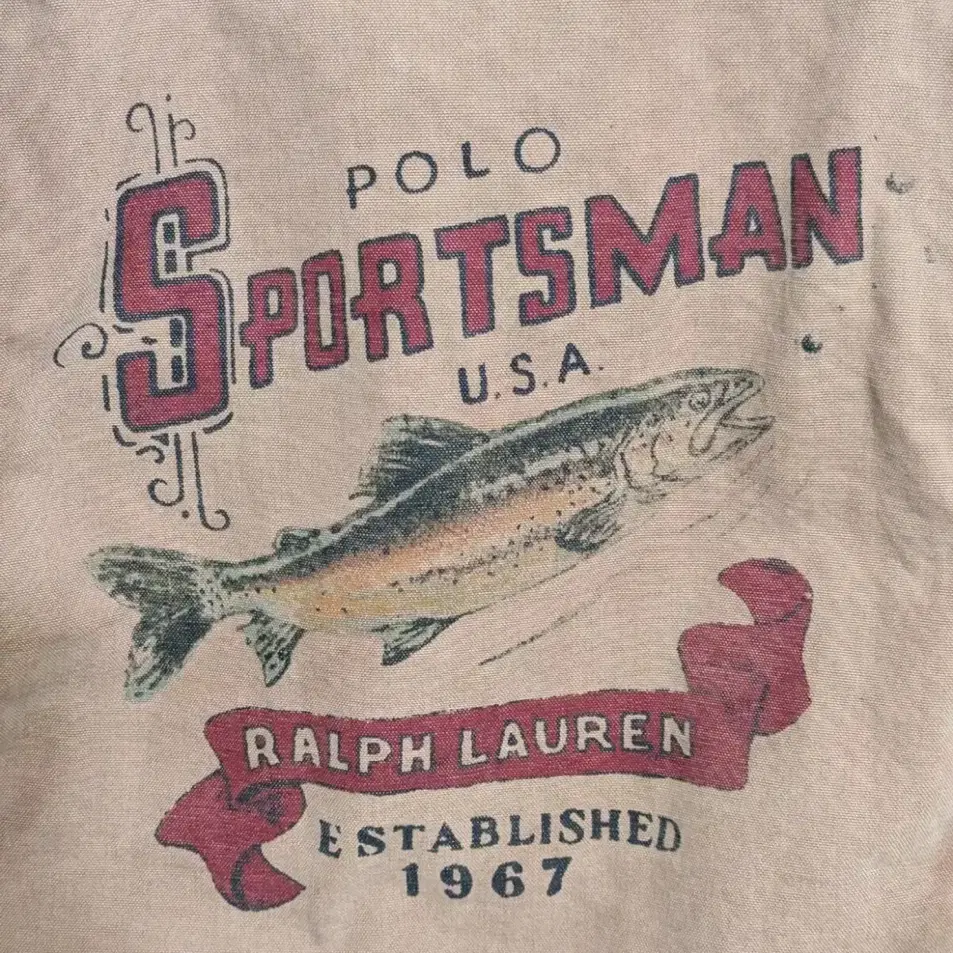 POLO
SPORTSMAN
U.S.A.
RALPH LAUREN
ESTABLISHED
1967